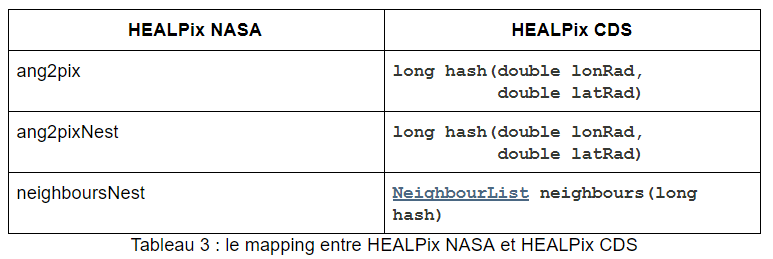 HEALPix NASA HEALPix CDS
ang2pix long hash(double lonRad,
double latRad)
ang2pixNest long hash(double lonRad,
double latRad)
neighboursNest NeighbourList neighbours(long
hash)
Tableau 3 : le mapping entre HEALPix NASA et HEALPix CDS